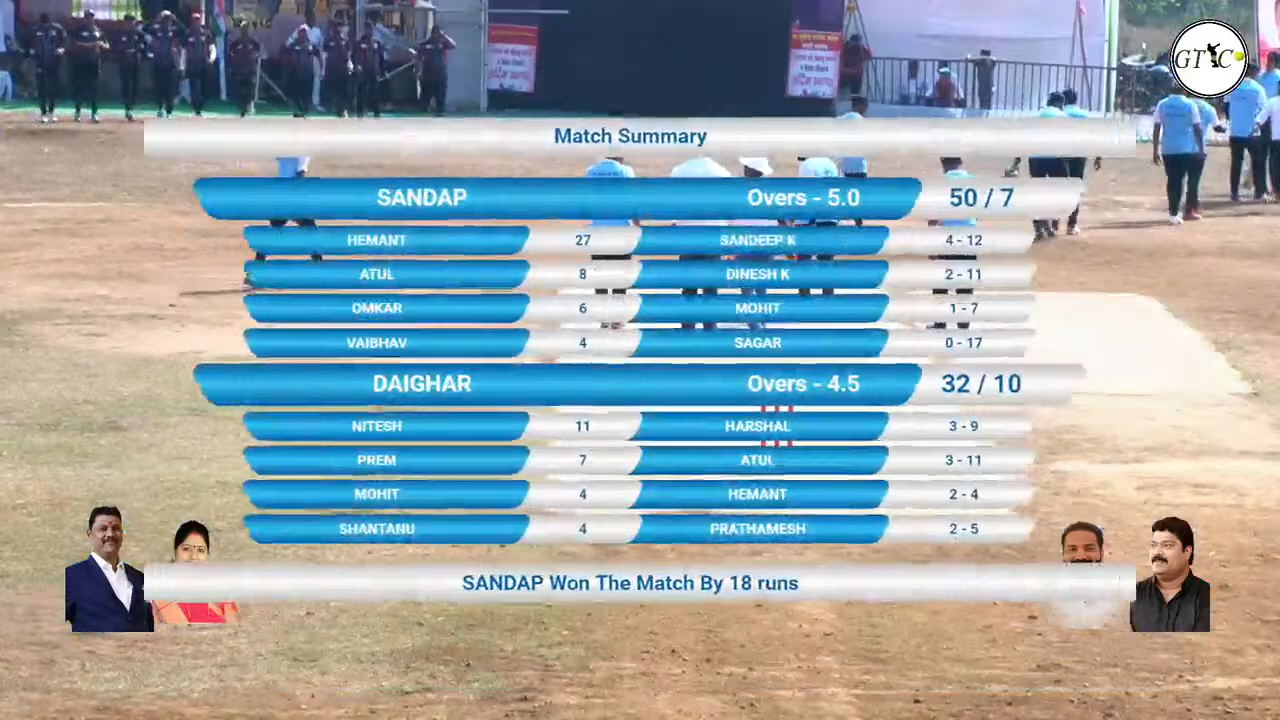 GTC
Match Summary
SANDAP Overs - 5.0 50 / 7
HEMANT 27 SANDEEP K 4 - 12
ATUL 8 DINESH K 2 - 11
OMKAR 6 MOHIT 1 - 7
VAIBHAV 4 SAGAR 0 - 17
DAIGHAR Overs - 4.5 32 / 10
NITESH 11 HARSHAL 3 - 9
PREM 7 ATUL 3 - 11
MOHIT 4 HEMANT 2 - 4
SHANTANU 4 PRATHAMESH 2 - 5
SANDAP Won The Match By 18 runs